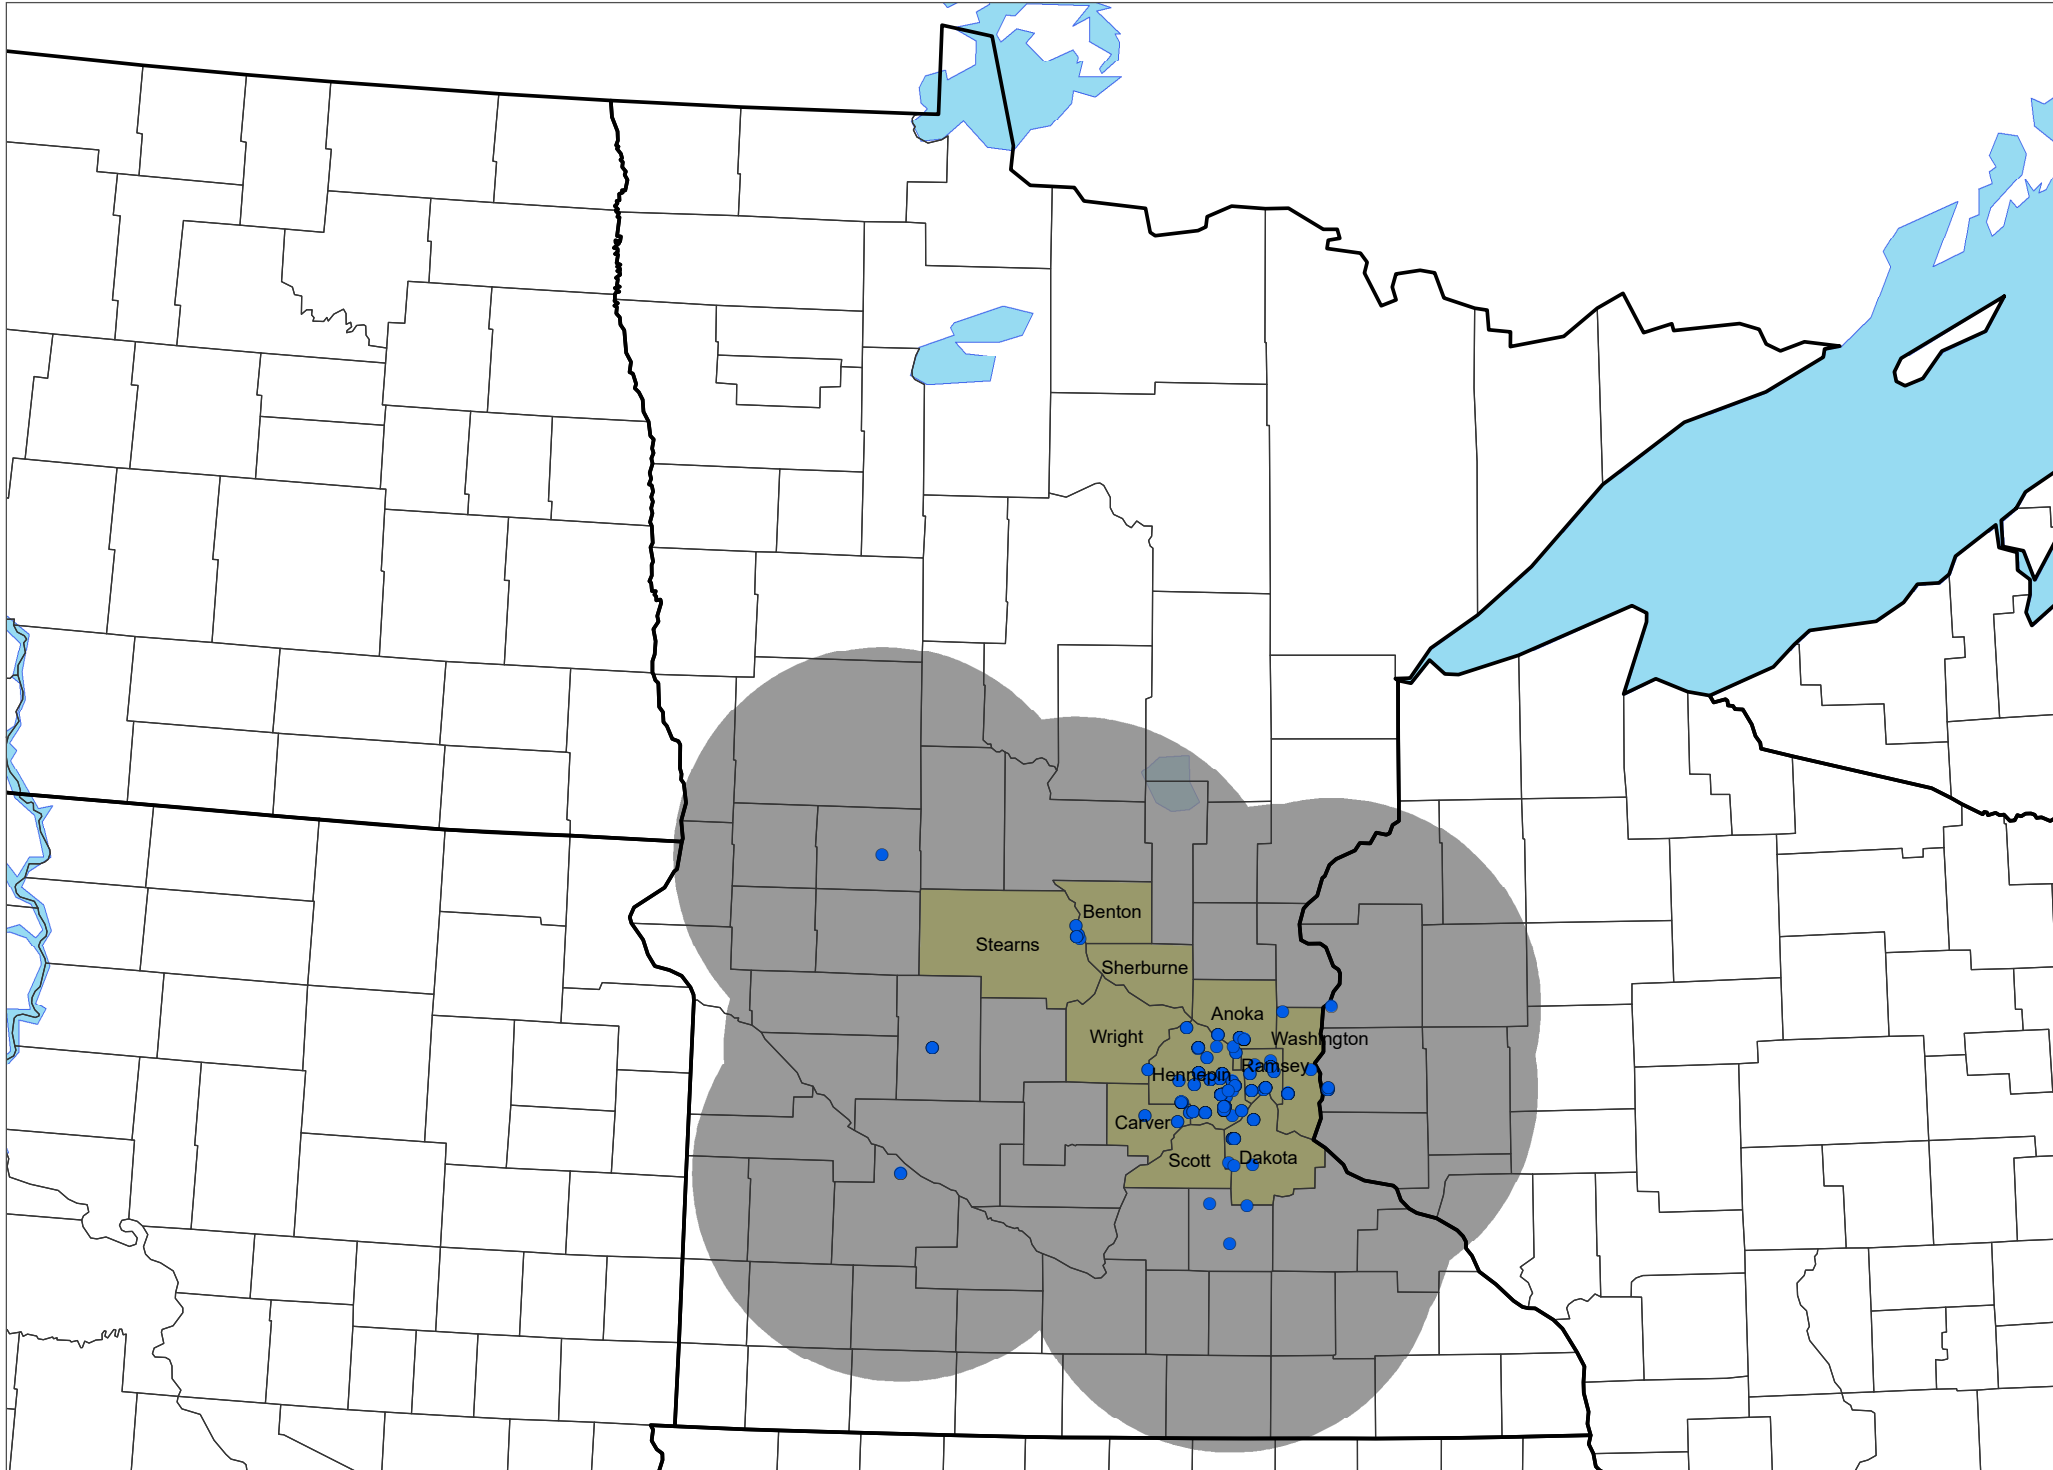 Benton
Stearns
Sherburne
Anoka
Wright
Washington
Ramsey
Hennepin
Carver
Scott
Dakota